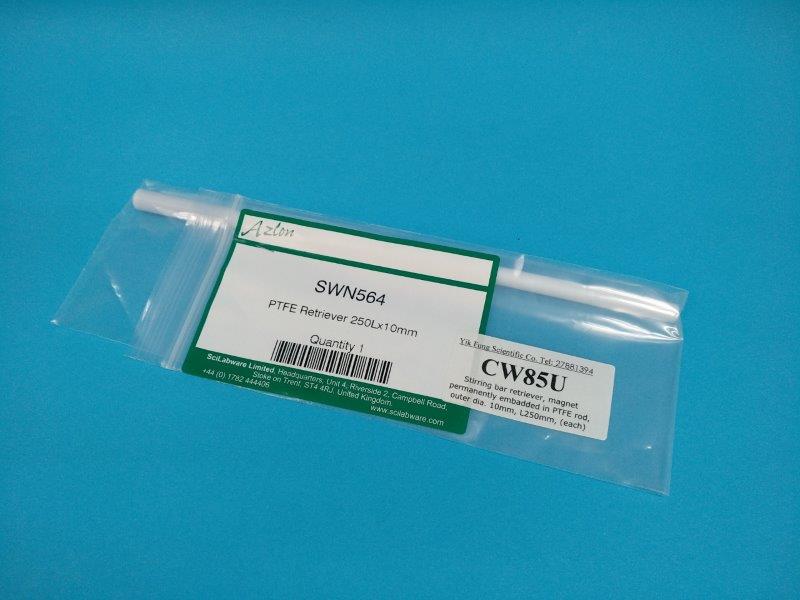 Azlon
SWN564
PTFE Retriever 250Lx10mm
Quantity 1
SciLabware Limited, Headquarters, Unit 4, Riverside 2, Campbell Road,
Stoke on Trent, ST4 4RJ, United Kingdom.
+44 (0) 1782 444406
www.scilabware.com
Yik Fung Scientific Co. Tel: 27881394
CW85U
Stirring bar retriever, magnet
permanently embadded in PTFE rod,
outer dia. 10mm, L250mm, (each)